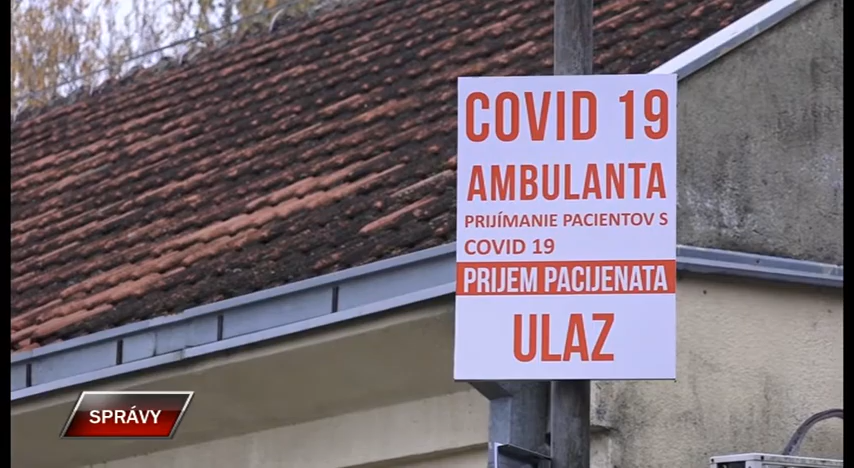 COVID 19
AMBULANTA
PRIJÍMANIE PACIENTOV S
COVID 19
PRIJEM PACIJENATA
ULAZ
SPRÁVY